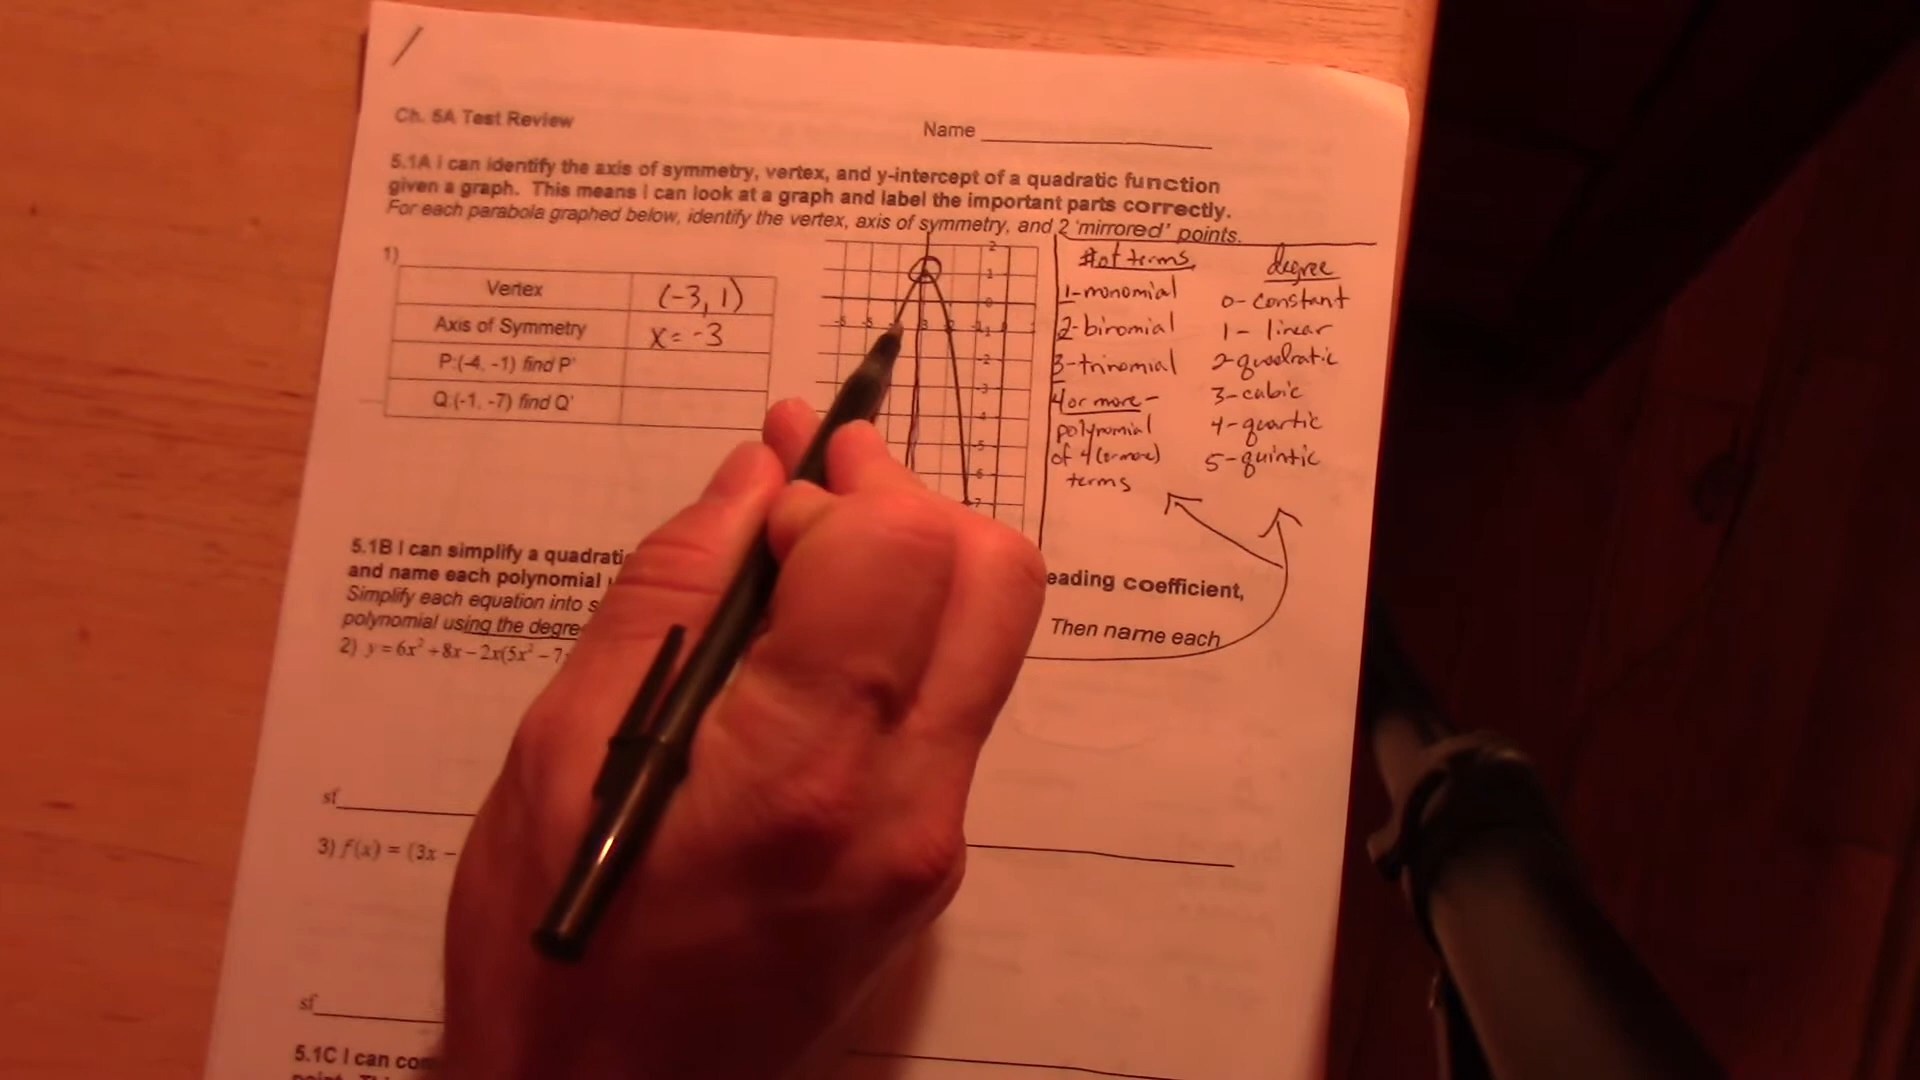 Ch. 5A Test Review
Name
5.1A I can identify the axis of symmetry, vertex, and y-intercept of a quadratic function
given a graph. This means I can look at a graph and label the important parts correctly.
For each parabola graphed below, identify the vertex, axis of symmetry, and 2 'mirrored' points.
1)
Vertex (-3, 1)
Axis of Symmetry x = -3
P:(-4, -1) find P'
Q:(-1, -7) find Q'
# of terms
1-monomial
2-binomial
3-trinomial
4 or more-
polynomial
of 4 (or more)
terms
degree
0-constant
1- linear
2-quadratic
3-cubic
4-quartic
5-quintic
5.1B I can simplify a quadrati
eading coefficient,
and name each polynomial
Simplify each equation into s
Then name each
polynomial using the degre
2) y = 6x² + 8x - 2x(5x² - 7
sf
3) f(x) = (3x -
sf
5.1C I can com
point.